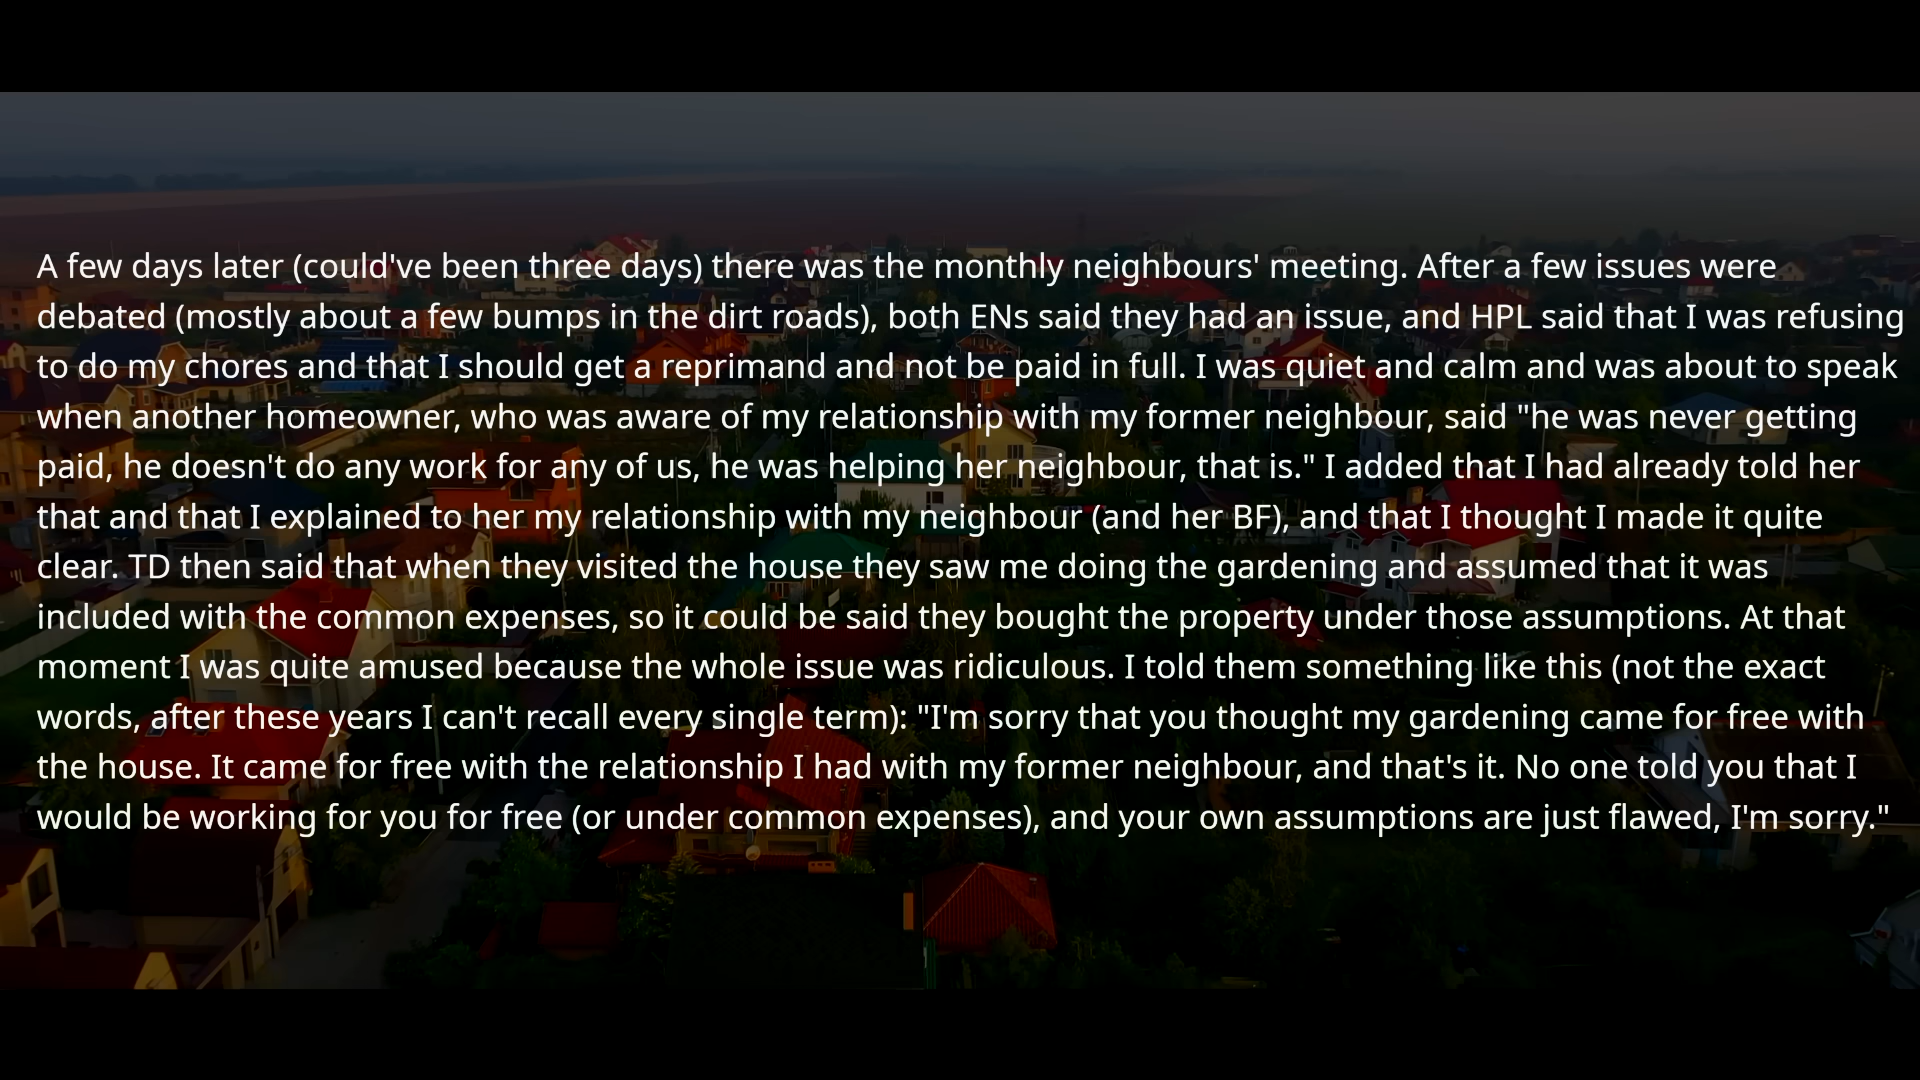 A few days later (could've been three days) there was the monthly neighbours' meeting. After a few issues were
debated (mostly about a few bumps in the dirt roads), both ENs said they had an issue, and HPL said that I was refusing
to do my chores and that I should get a reprimand and not be paid in full. I was quiet and calm and was about to speak
when another homeowner, who was aware of my relationship with my former neighbour, said "he was never getting
paid, he doesn't do any work for any of us, he was helping her neighbour, that is." I added that I had already told her
that and that I explained to her my relationship with my neighbour (and her BF), and that I thought I made it quite
clear. TD then said that when they visited the house they saw me doing the gardening and assumed that it was
included with the common expenses, so it could be said they bought the property under those assumptions. At that
moment I was quite amused because the whole issue was ridiculous. I told them something like this (not the exact
words, after these years I can't recall every single term): "I'm sorry that you thought my gardening came for free with
the house. It came for free with the relationship I had with my former neighbour, and that's it. No one told you that I
would be working for you for free (or under common expenses), and your own assumptions are just flawed, I'm sorry."